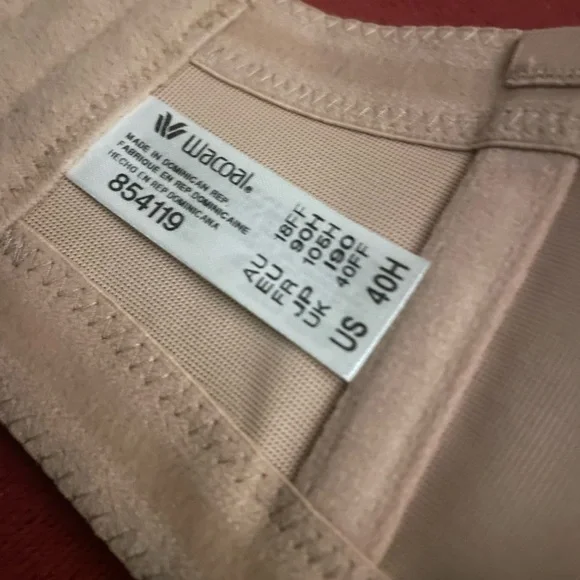 Wacoal®
MADE IN DOMINICAN REP.
FABRIQUE EN REP. DOMINICAINE
HECHO EN REP. DOMINICANA
854119
AU 18FF
EU 90H
FR 105H
JP I90
UK 40FF
US 40H